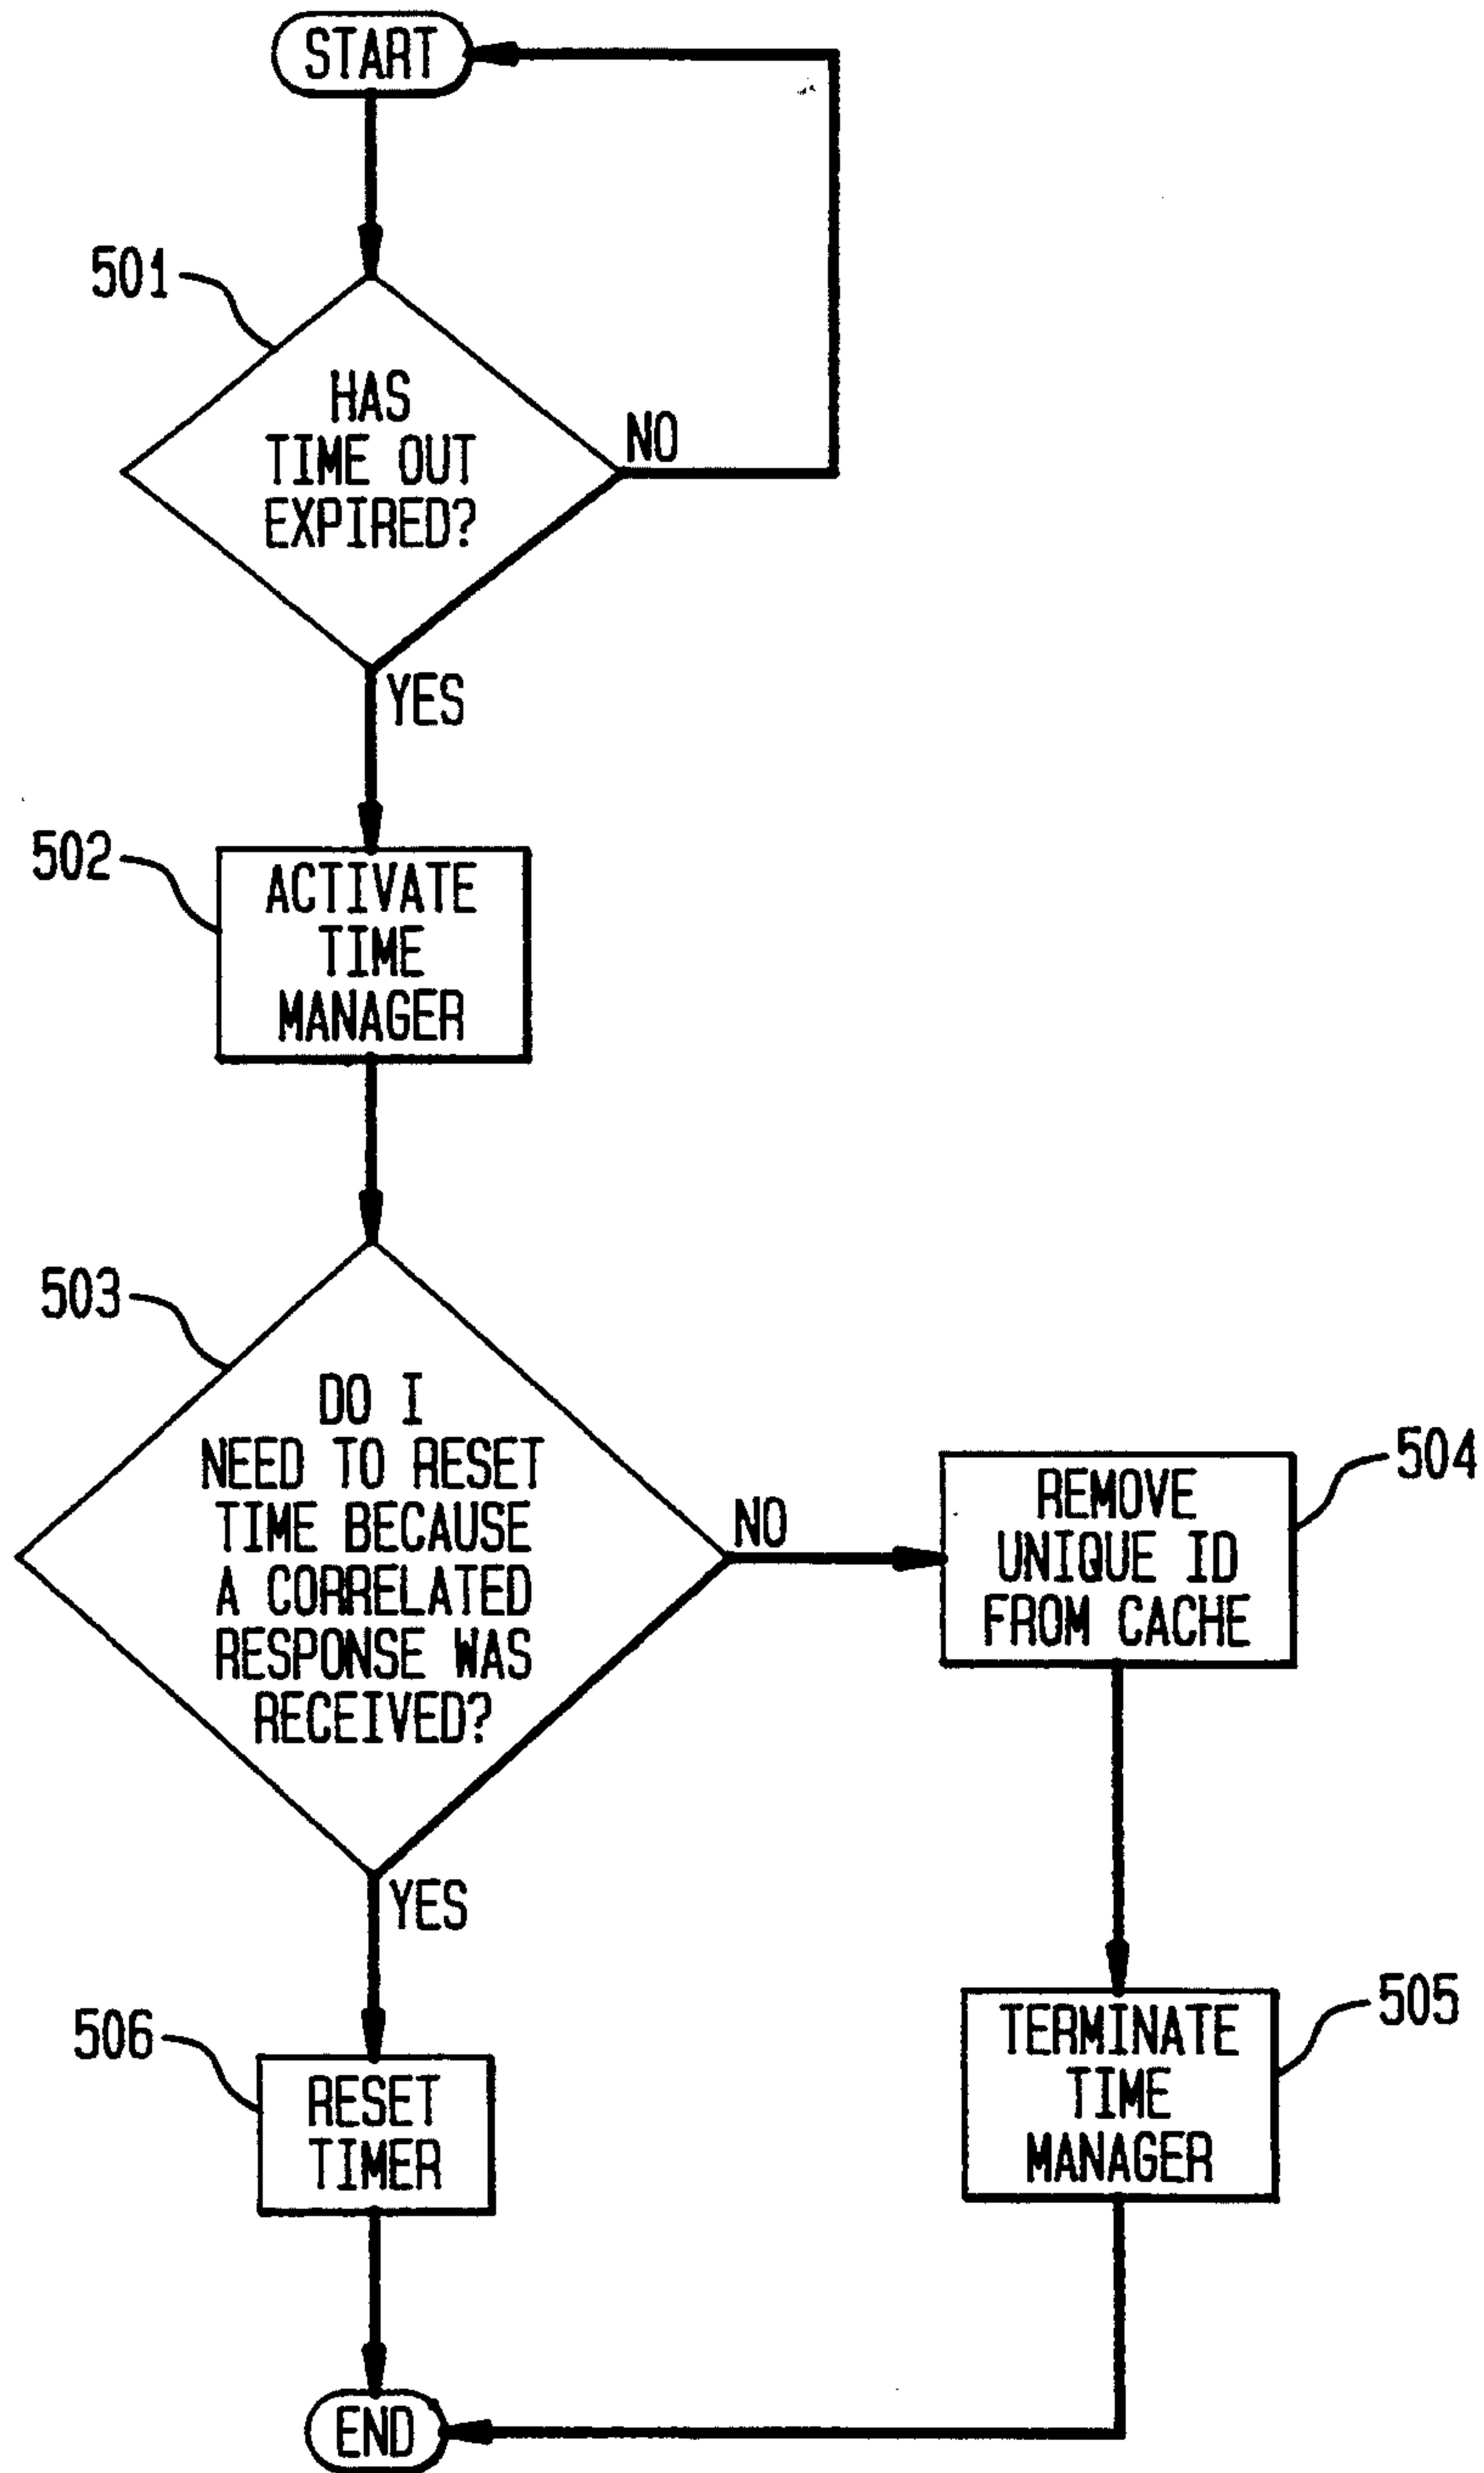 START
501
HAS
TIME OUT
EXPIRED?
NO
YES
502
ACTIVATE
TIME
MANAGER
503
DO I
NEED TO RESET
TIME BECAUSE
A CORRELATED
RESPONSE WAS
RECEIVED?
NO
504
REMOVE
UNIQUE ID
FROM CACHE
YES
505
TERMINATE
TIME
MANAGER
506
RESET
TIMER
END